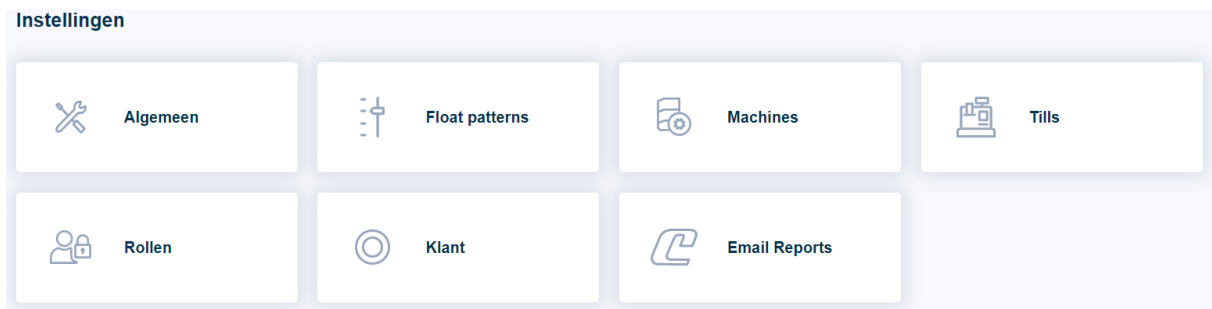 Instellingen
Algemeen
Float patterns
Machines
Tills
Rollen
Klant
Email Reports